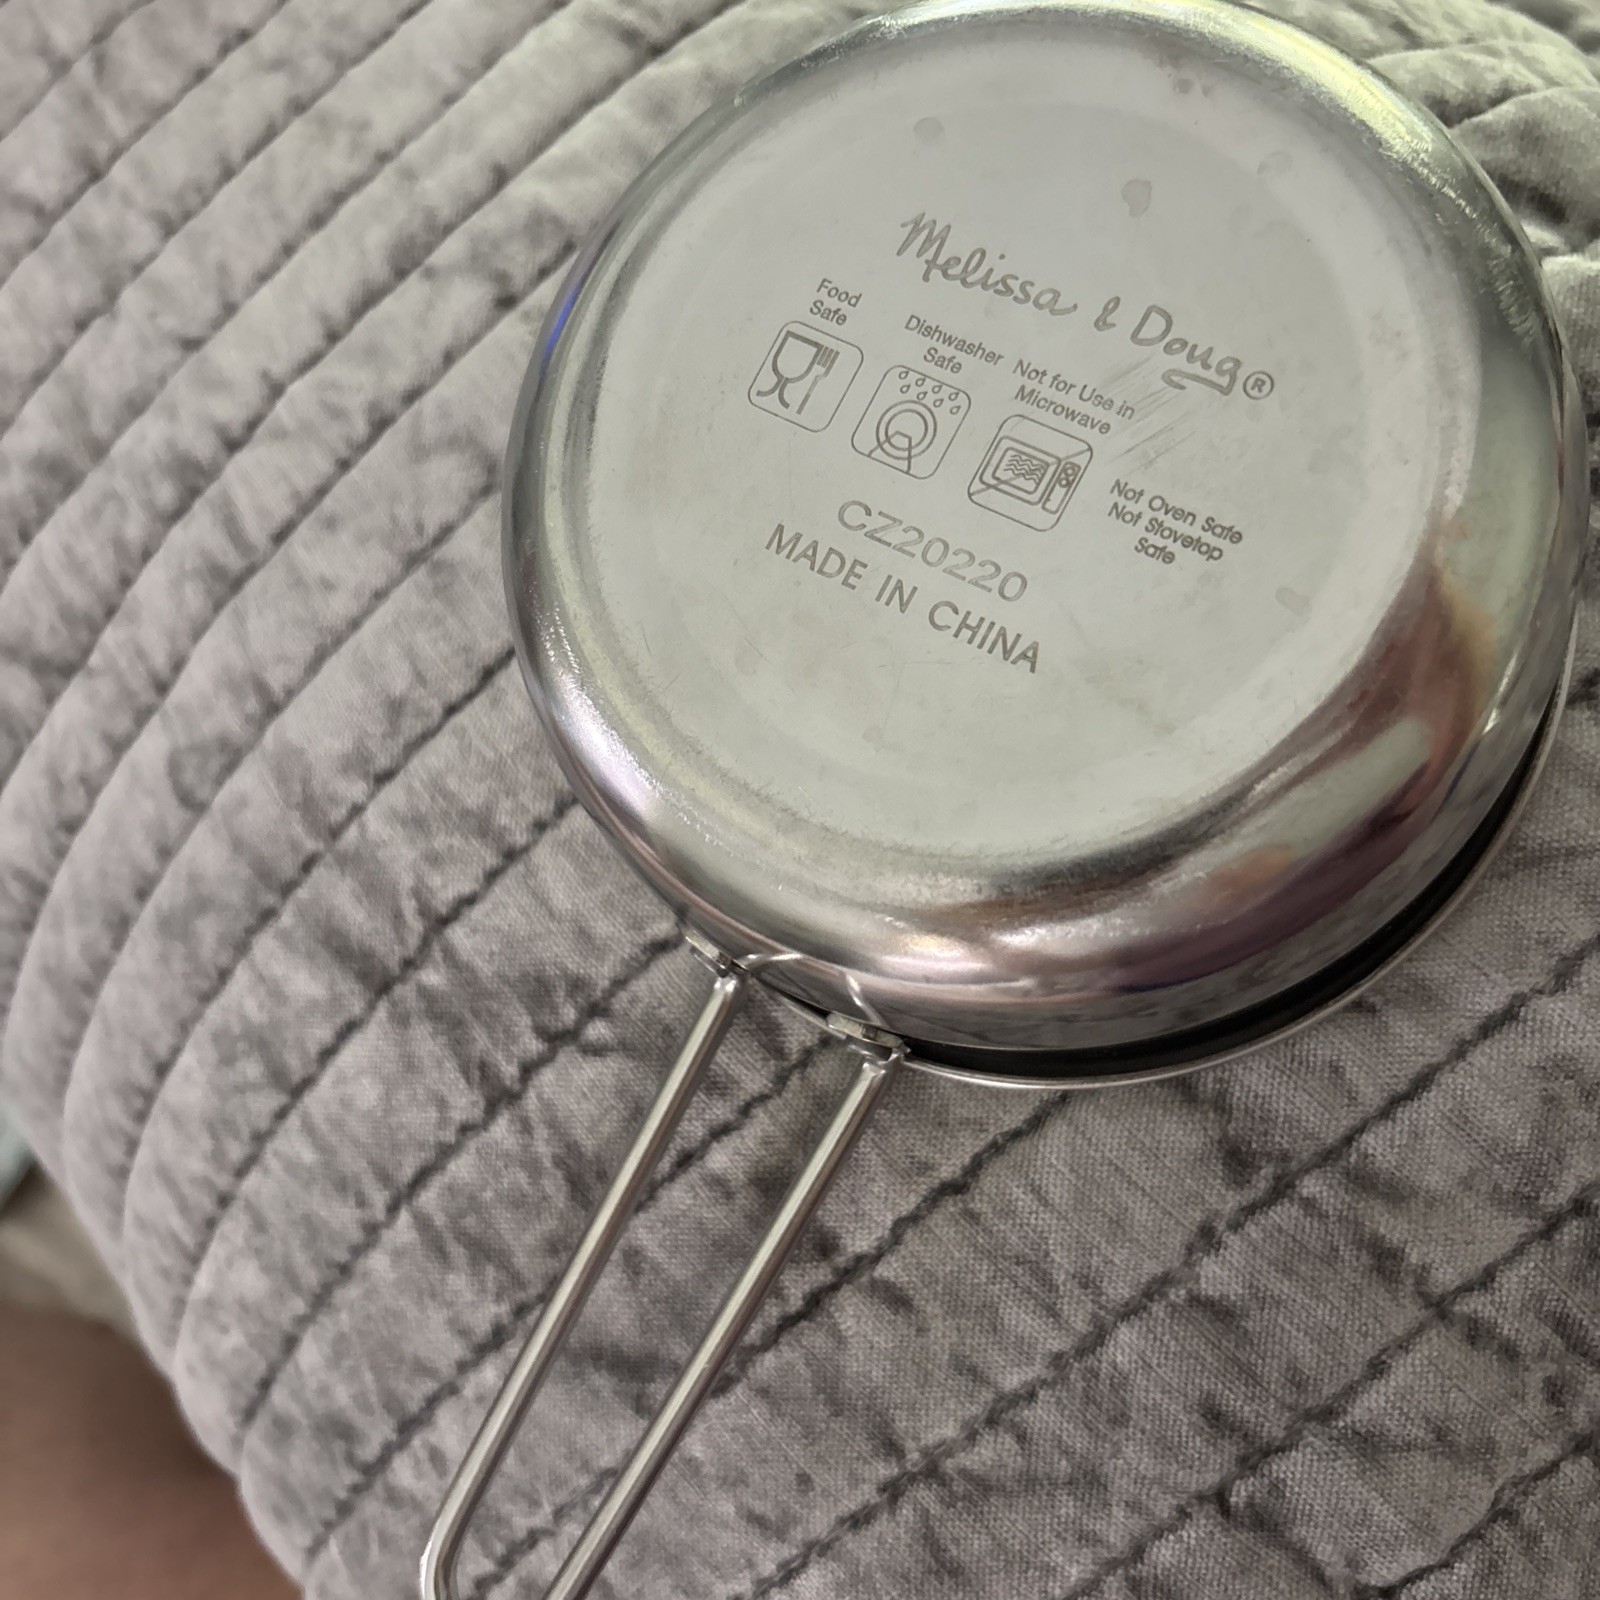 Melissa & Doug®
Food
Safe
Dishwasher
Safe
Not for Use in
Microwave
Not Oven Safe
Not Stovetop
Safe
CZ20220
MADE IN CHINA